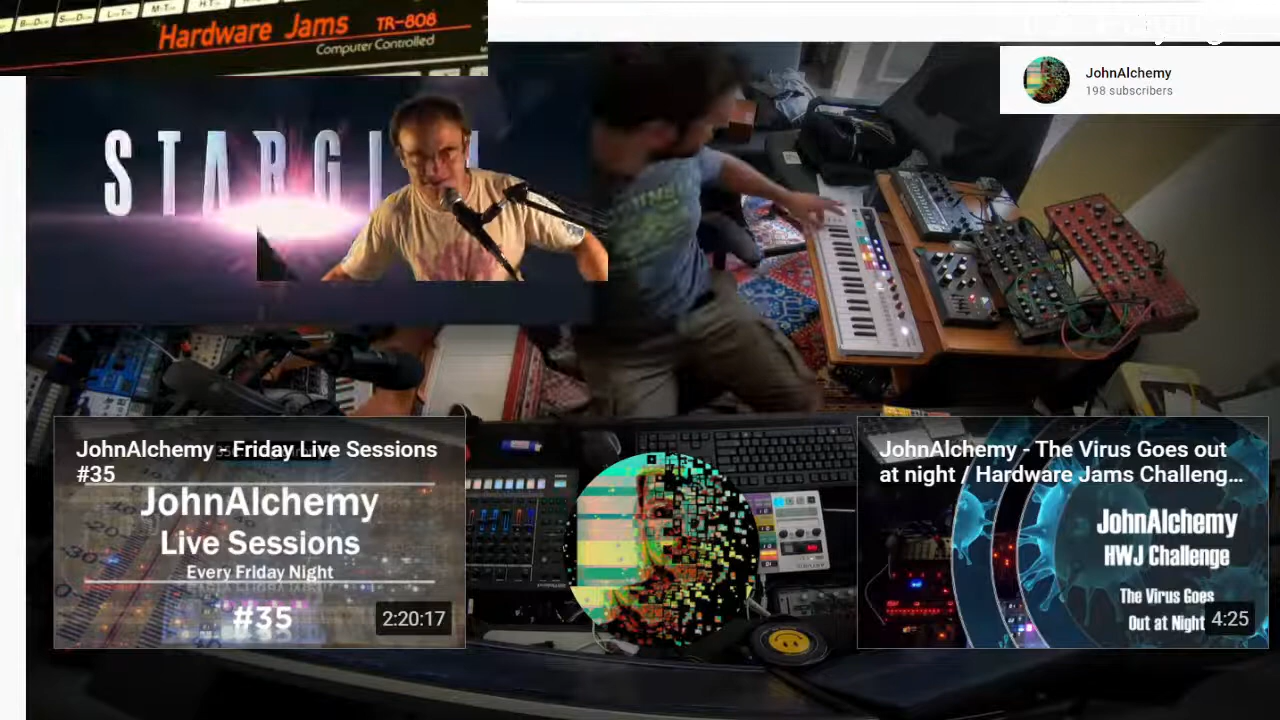 Hardware Jams TR-808
Computer Controlled
JohnAlchemy
198 subscribers
STARG
JohnAlchemy - Friday Live Sessions
#35
JohnAlchemy
Live Sessions
Every Friday Night
#35
2:20:17
JohnAlchemy - The Virus Goes out
at night / Hardware Jams Challeng...
JohnAlchemy
HWJ Challenge
The Virus Goes
Out at Night
4:25